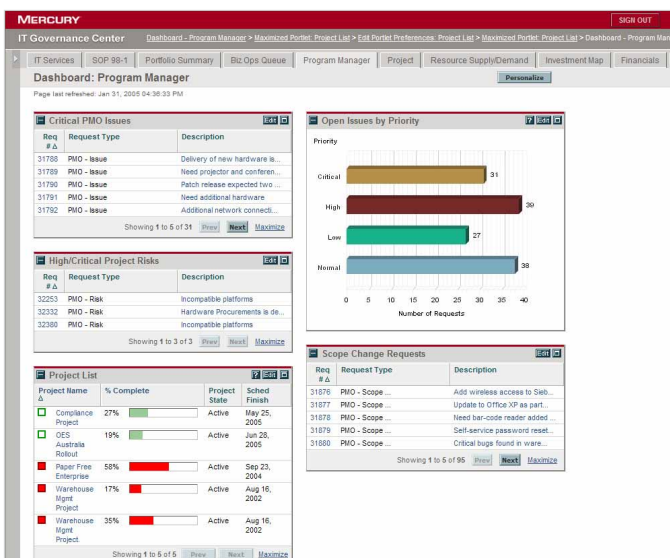 MERCURY
SIGN OUT
IT Governance Center
Dashboard - Program Manager > Maximized Portlet: Project List > Edit Portlet Preferences: Project List > Maximized Portlet: Project List > Dashboard - Program Man
IT Services SOP 98-1 Portfolio Summary Biz Ops Queue Program Manager Project Resource Supply/Demand Investment Map Financials
Dashboard: Program Manager
Personalize
Page last refreshed: Jan 31, 2005 04:36:33 PM
Critical PMO Issues Edit
Req # Δ Request Type Description
31788 PMO - Issue Delivery of new hardware is...
31789 PMO - Issue Need projector and conferen...
31790 PMO - Issue Patch release expected two ...
31791 PMO - Issue Need additional hardware
31792 PMO - Issue Additional network connecti...
Showing 1 to 5 of 31 Prev Next Maximize
High/Critical Project Risks Edit
Req # Δ Request Type Description
32253 PMO - Risk Incompatible platforms
32332 PMO - Risk Hardware Procurements is de...
32380 PMO - Risk Incompatible platforms
Showing 1 to 3 of 3 Prev Next Maximize
Project List ? Edit
Project Name Δ % Complete Project State Sched Finish
Compliance Project 27% Active May 25, 2005
OES Australia Rollout 19% Active Jun 28, 2005
Paper Free Enterprise 58% Active Sep 23, 2004
Warehouse Mgmt Project 17% Active Aug 16, 2002
Warehouse Mgmt Project 35% Active Aug 16, 2002
Showing 1 to 5 of 5 Prev Next Maximize
Open Issues by Priority ? Edit
Priority
Critical 31
High 39
Low 27
Normal 38
0 5 10 15 20 25 30 35 40
Number of Requests
Scope Change Requests Edit
Req # Δ Request Type Description
31876 PMO - Scope ... Add wireless access to Sieb...
31877 PMO - Scope ... Update to Office XP as part...
31878 PMO - Scope ... Need bar-code reader added ...
31879 PMO - Scope ... Self-service password reset...
31880 PMO - Scope ... Critical bugs found in ware...
Showing 1 to 5 of 95 Prev Next Maximize